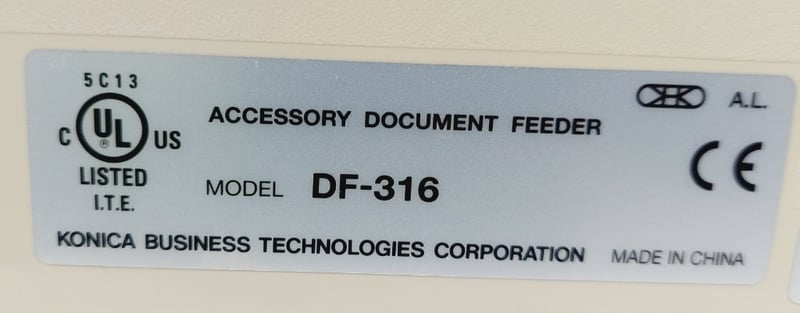 5C13
C UL ® US
LISTED
I.T.E.
ACCESSORY DOCUMENT FEEDER
MODEL DF-316
A.L.
CE
KONICA BUSINESS TECHNOLOGIES CORPORATION MADE IN CHINA